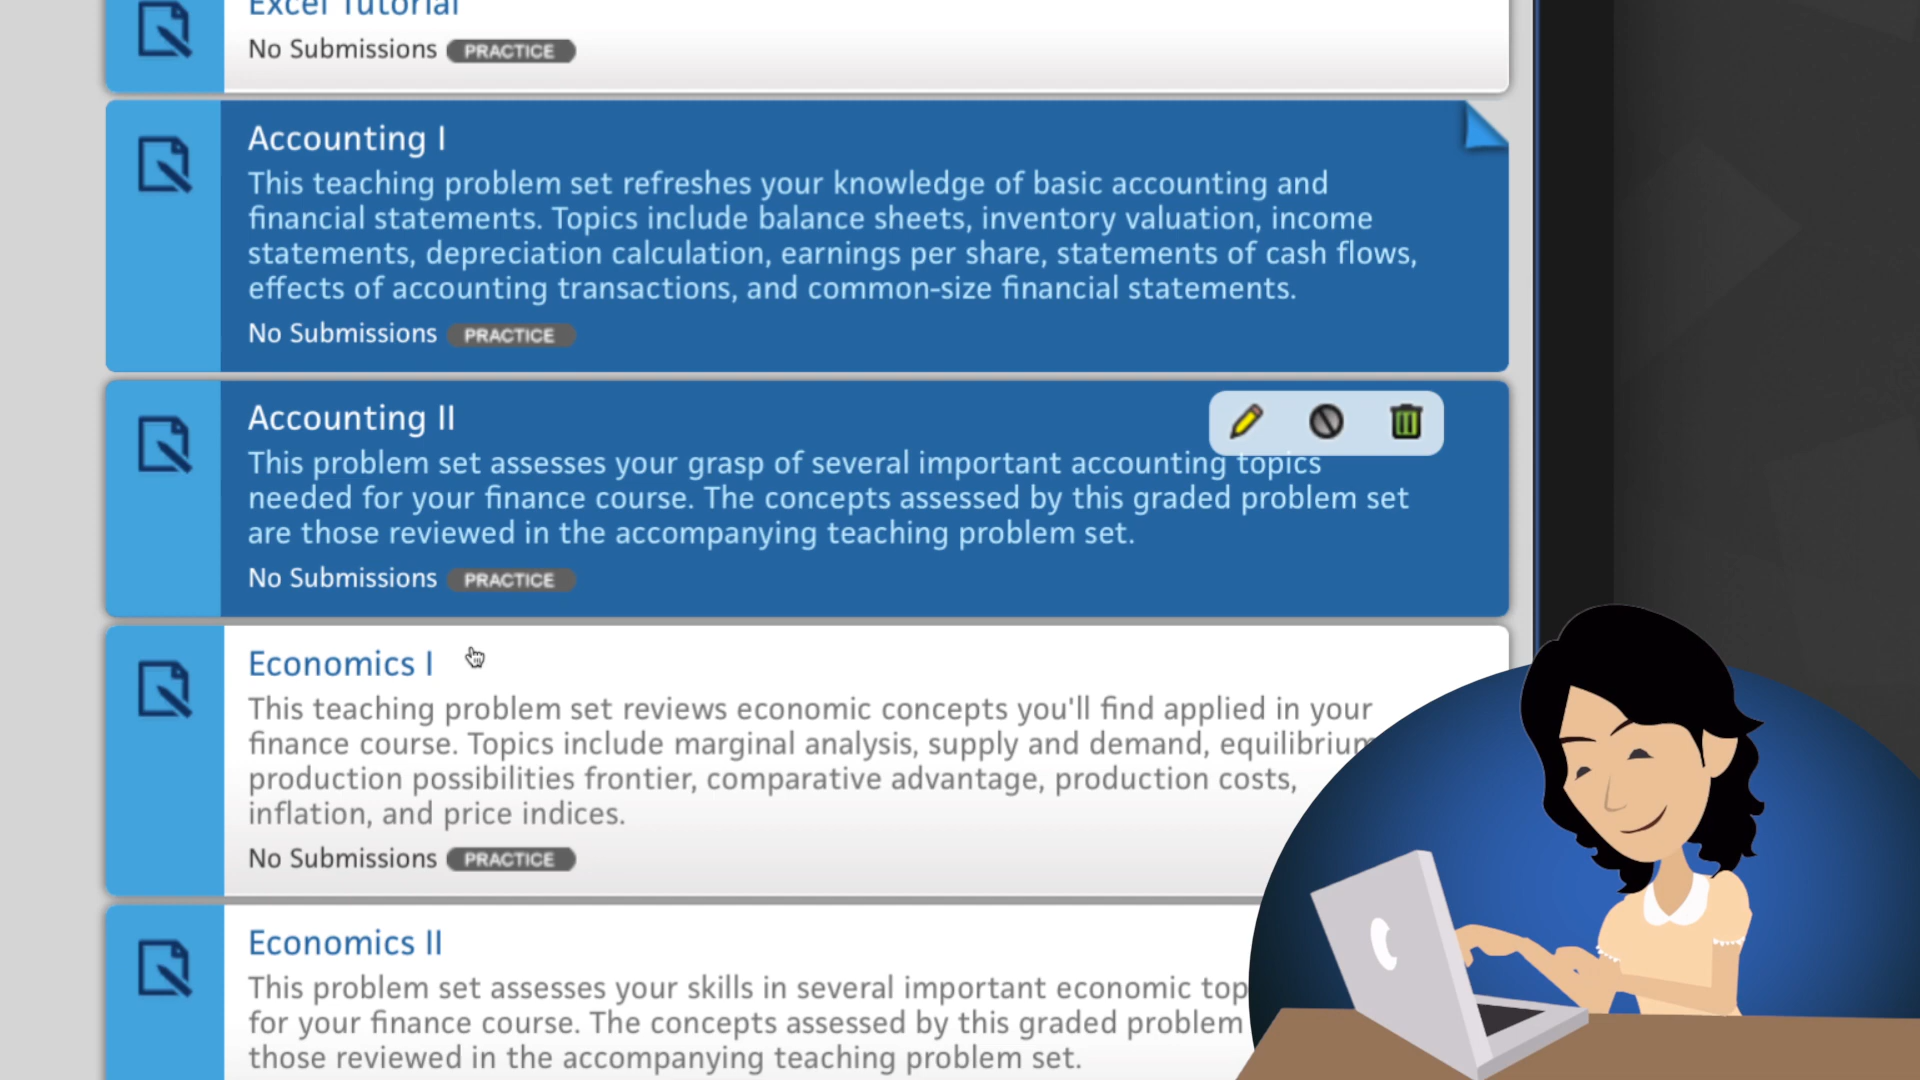 Excel Tutorial
No Submissions PRACTICE
Accounting I
This teaching problem set refreshes your knowledge of basic accounting and
financial statements. Topics include balance sheets, inventory valuation, income
statements, depreciation calculation, earnings per share, statements of cash flows,
effects of accounting transactions, and common-size financial statements.
No Submissions PRACTICE
Accounting II
This problem set assesses your grasp of several important accounting topics
needed for your finance course. The concepts assessed by this graded problem set
are those reviewed in the accompanying teaching problem set.
No Submissions PRACTICE
Economics I
This teaching problem set reviews economic concepts you'll find applied in your
finance course. Topics include marginal analysis, supply and demand, equilibrium
production possibilities frontier, comparative advantage, production costs,
inflation, and price indices.
No Submissions PRACTICE
Economics II
This problem set assesses your skills in several important economic top
for your finance course. The concepts assessed by this graded problem
those reviewed in the accompanying teaching problem set.